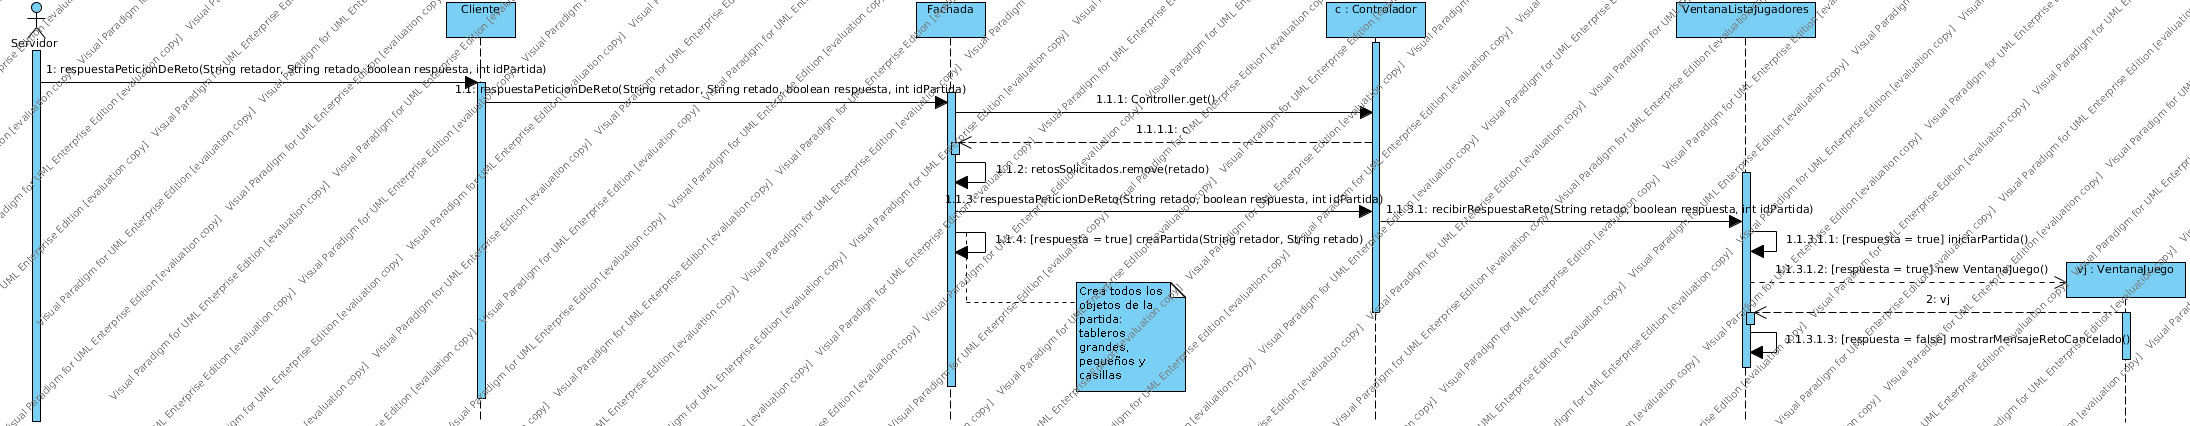 Servidor
Cliente
Fachada
c : Controlador
VentanaListaJugadores
1: respuestaPeticionDeReto(String retador, String retado, boolean respuesta, int idPartida)
1.1: respuestaPeticionDeReto(String retador, String retado, boolean respuesta, int idPartida)
1.1.1: Controller.get()
1.1.1.1: c
1.1.2: retosSolicitados.remove(retado)
1.1.3: respuestaPeticionDeReto(String retado, boolean respuesta, int idPartida)
1.1.3.1: recibirRespuestaReto(String retado, boolean respuesta, int idPartida)
1.1.4: [respuesta = true] creaPartida(String retador, String retado)
1.1.3.1.1: [respuesta = true] iniciarPartida()
1.1.3.1.2: [respuesta = true] new VentanaJuego()
vj : VentanaJuego
2: vj
1.1.3.1.3: [respuesta = false] mostrarMensajeRetoCancelado()
Crea todos los
objetos de la
partida:
tableros
grandes,
pequeños y
casillas
Visual Paradigm for UML Enterprise Edition [evaluation copy]